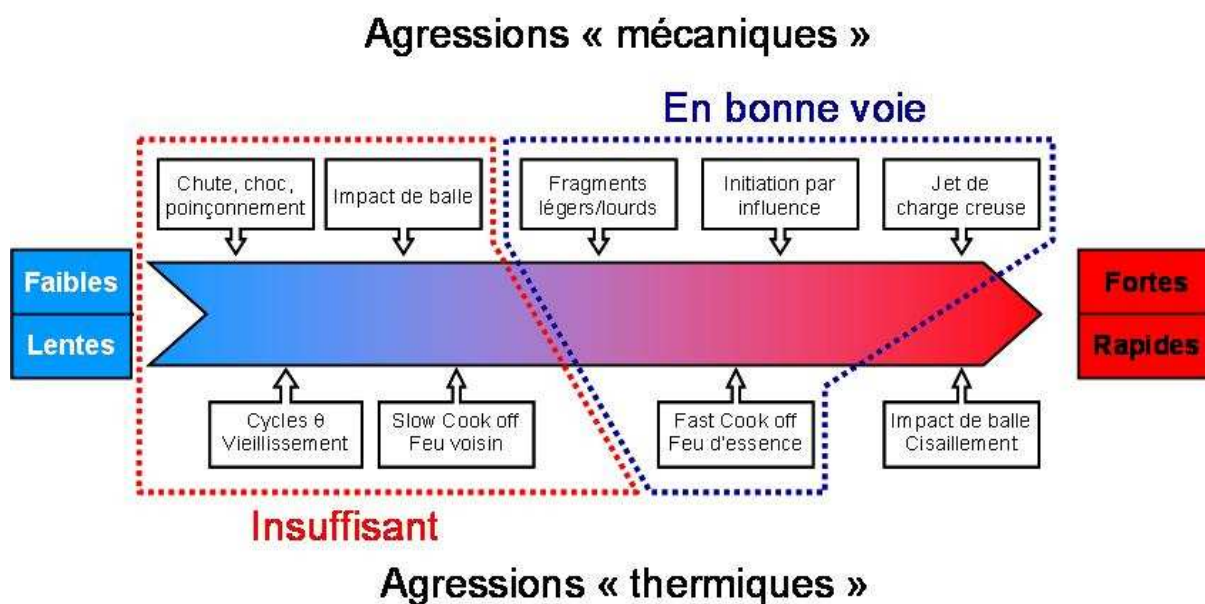 Agressions « mécaniques »
En bonne voie
Chute, choc,
poinçonnement
Impact de balle
Fragments
légers/lourds
Initiation par
influence
Jet de
charge creuse
Faibles
Lentes
Fortes
Rapides
Cycles θ
Vieillissement
Slow Cook off
Feu voisin
Fast Cook off
Feu d'essence
Impact de balle
Cisaillement
Insuffisant
Agressions « thermiques »